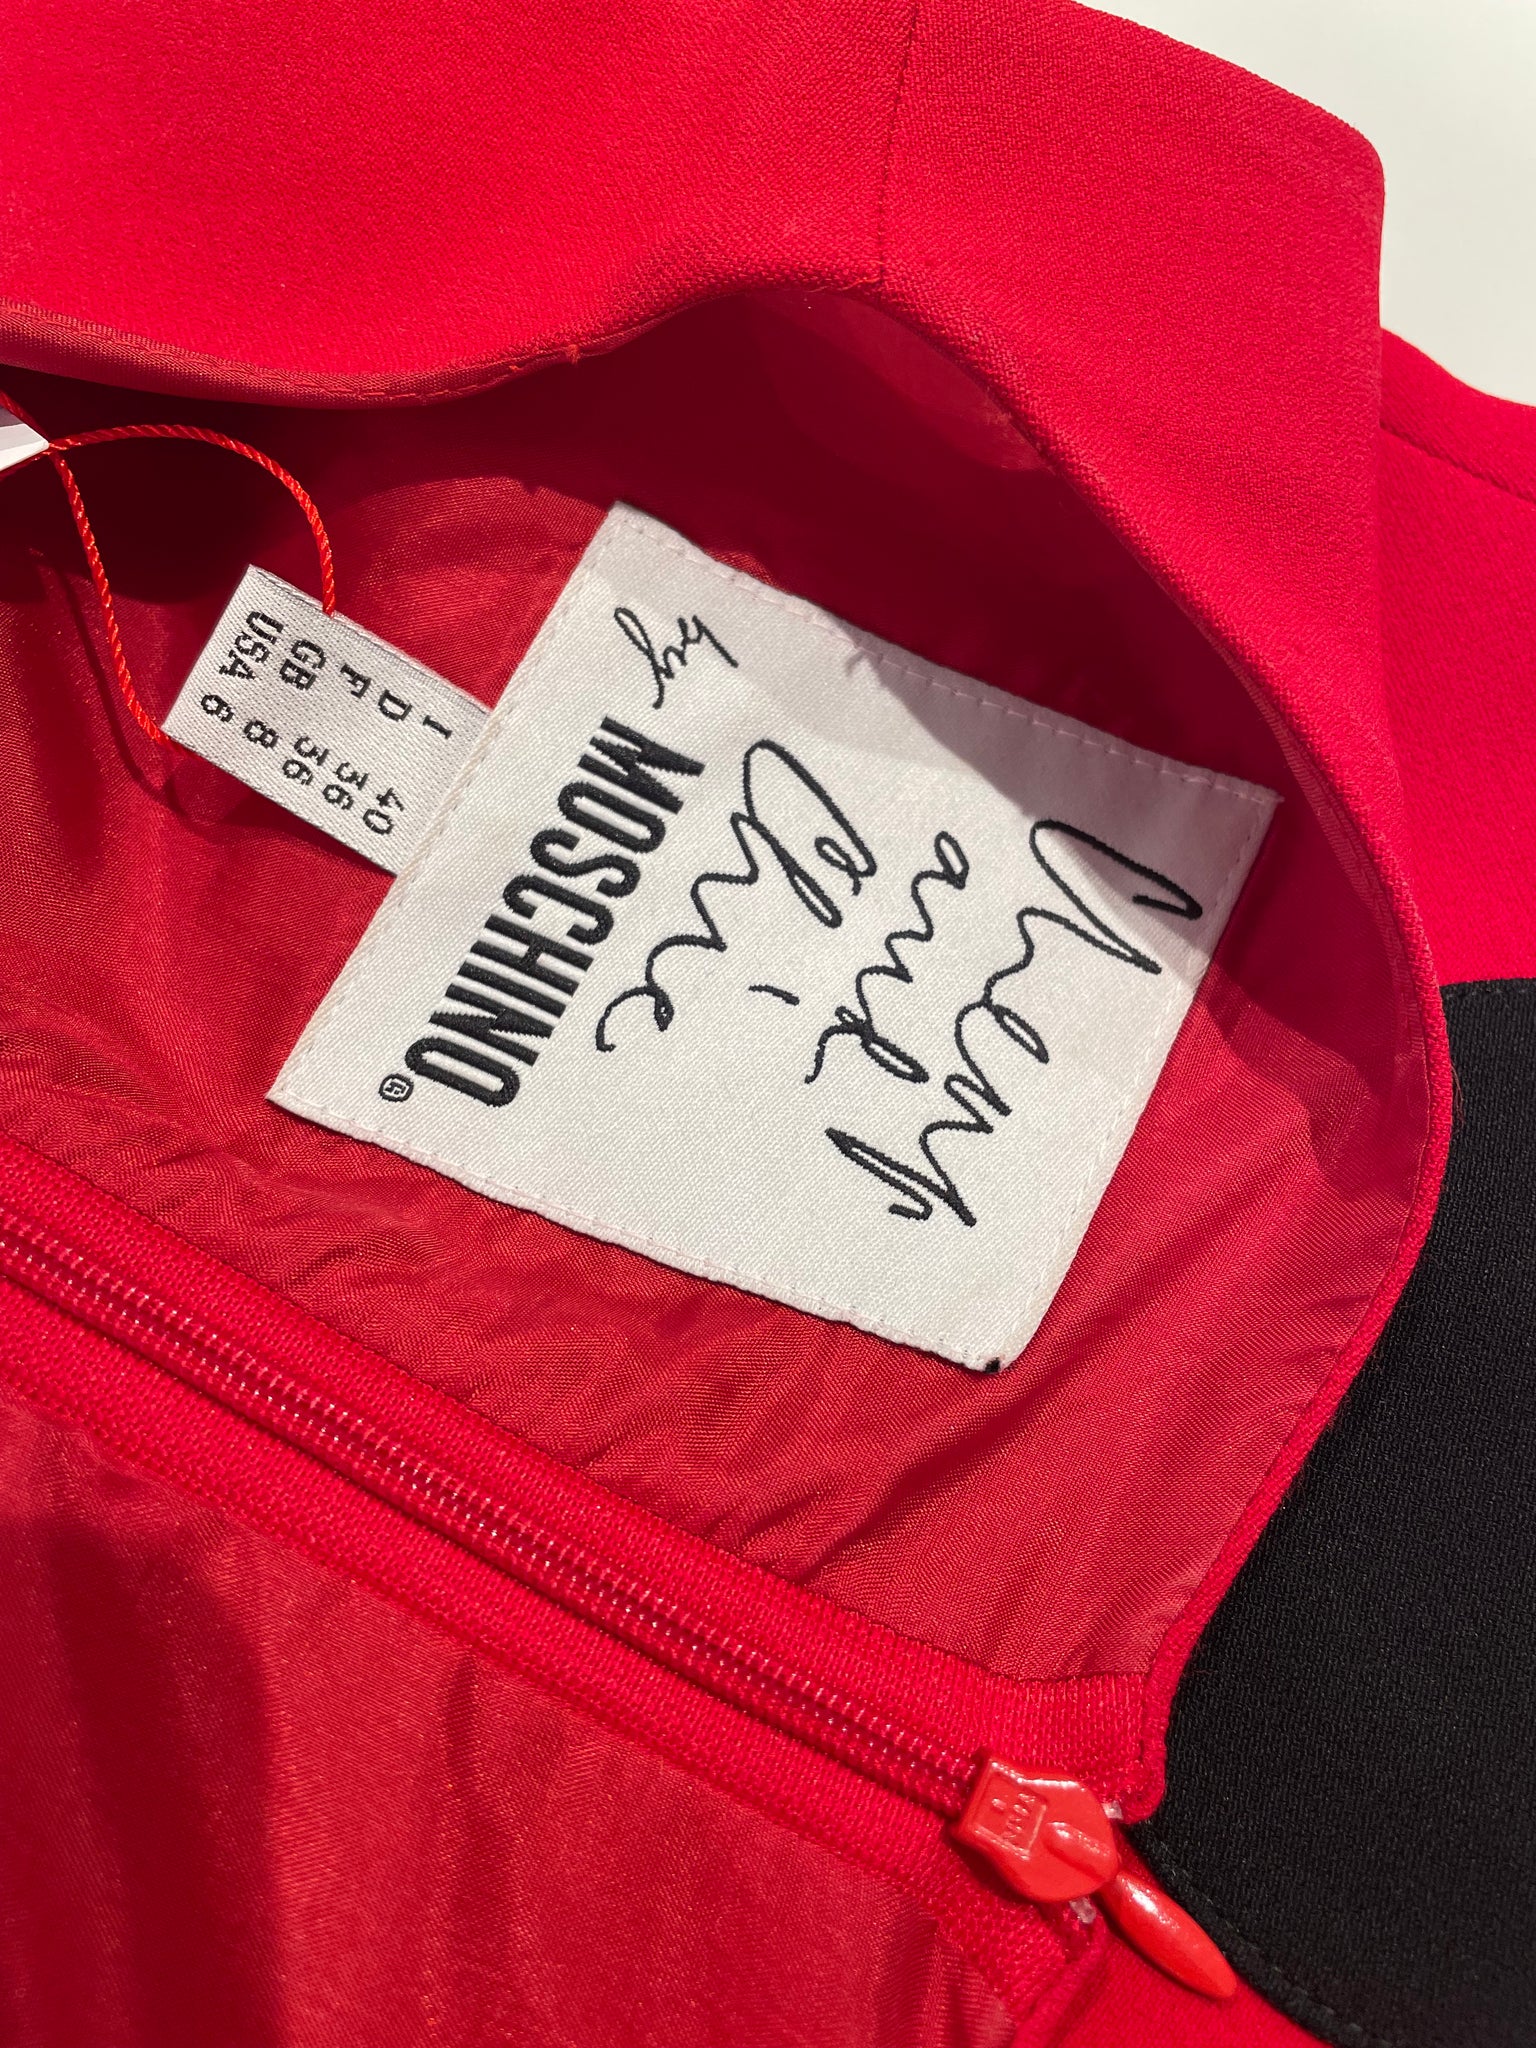 Cheap
and
Chic
by MOSCHINO®
I 40
D 36
F 36
GB 8
USA 6